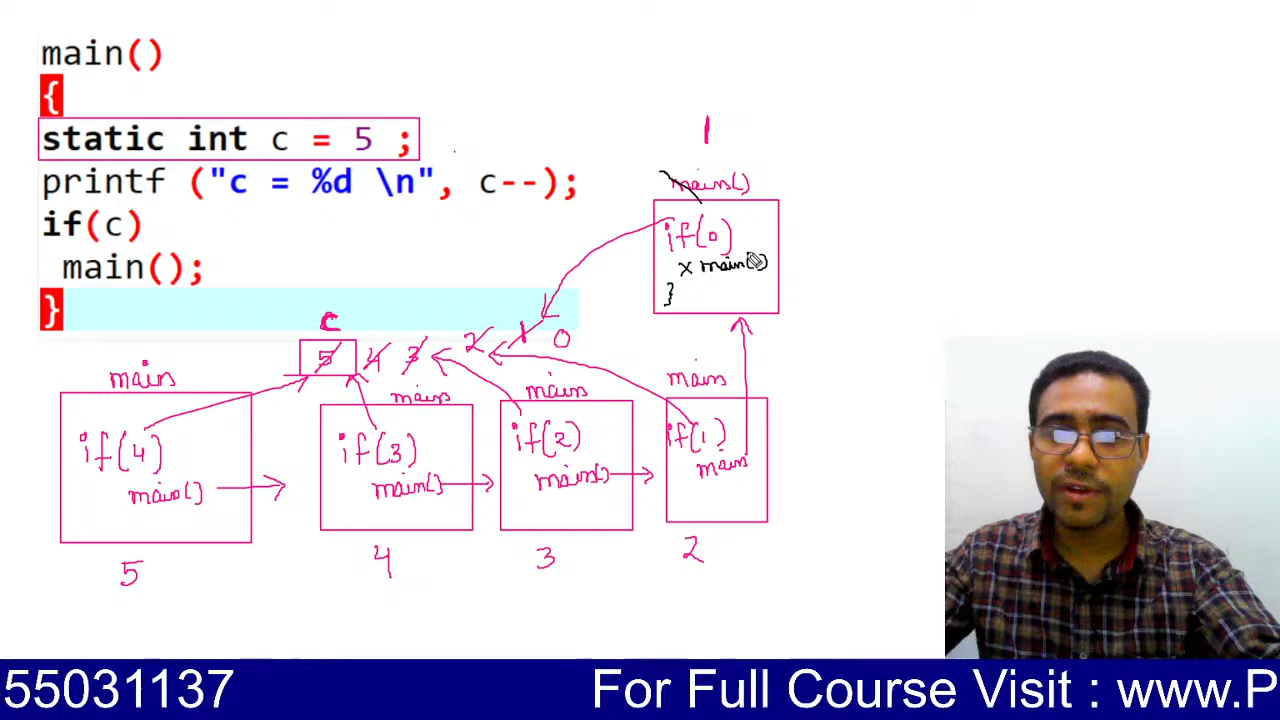 main()
{
static int c = 5 ;
printf ("c = %d \n", c--);
if(c)
main();
}
1
main()
if(0)
x main()
}
c
5 4 3 2 1 0
main
if(4)
main()
5
main
if(3)
main()
4
main
if(2)
main()
3
main
if(1)
main
2
55031137
For Full Course Visit : www.P